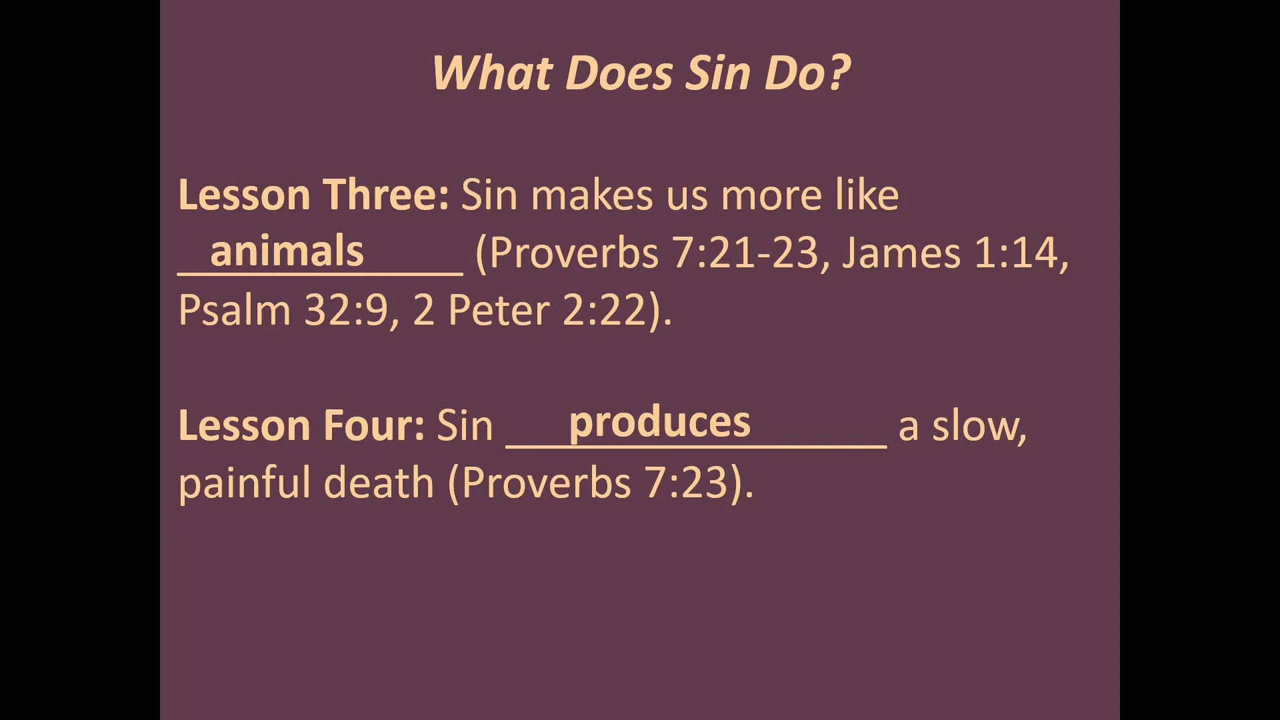 What Does Sin Do?
Lesson Three: Sin makes us more like
animals (Proverbs 7:21-23, James 1:14,
Psalm 32:9, 2 Peter 2:22).
Lesson Four: Sin produces a slow,
painful death (Proverbs 7:23).